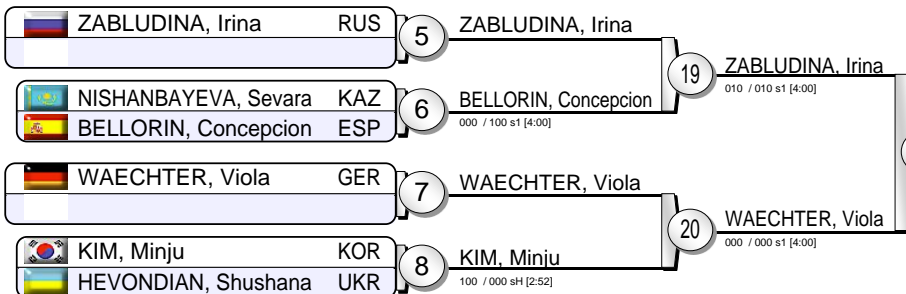 ZABLUDINA, Irina RUS
5
ZABLUDINA, Irina
19
ZABLUDINA, Irina
010 / 010 s1 [4:00]
NISHANBAYEVA, Sevara KAZ
BELLORIN, Concepcion ESP
6
BELLORIN, Concepcion
000 / 100 s1 [4:00]
WAECHTER, Viola GER
7
WAECHTER, Viola
20
WAECHTER, Viola
000 / 000 s1 [4:00]
KIM, Minju KOR
HEVONDIAN, Shushana UKR
8
KIM, Minju
100 / 000 sH [2:52]